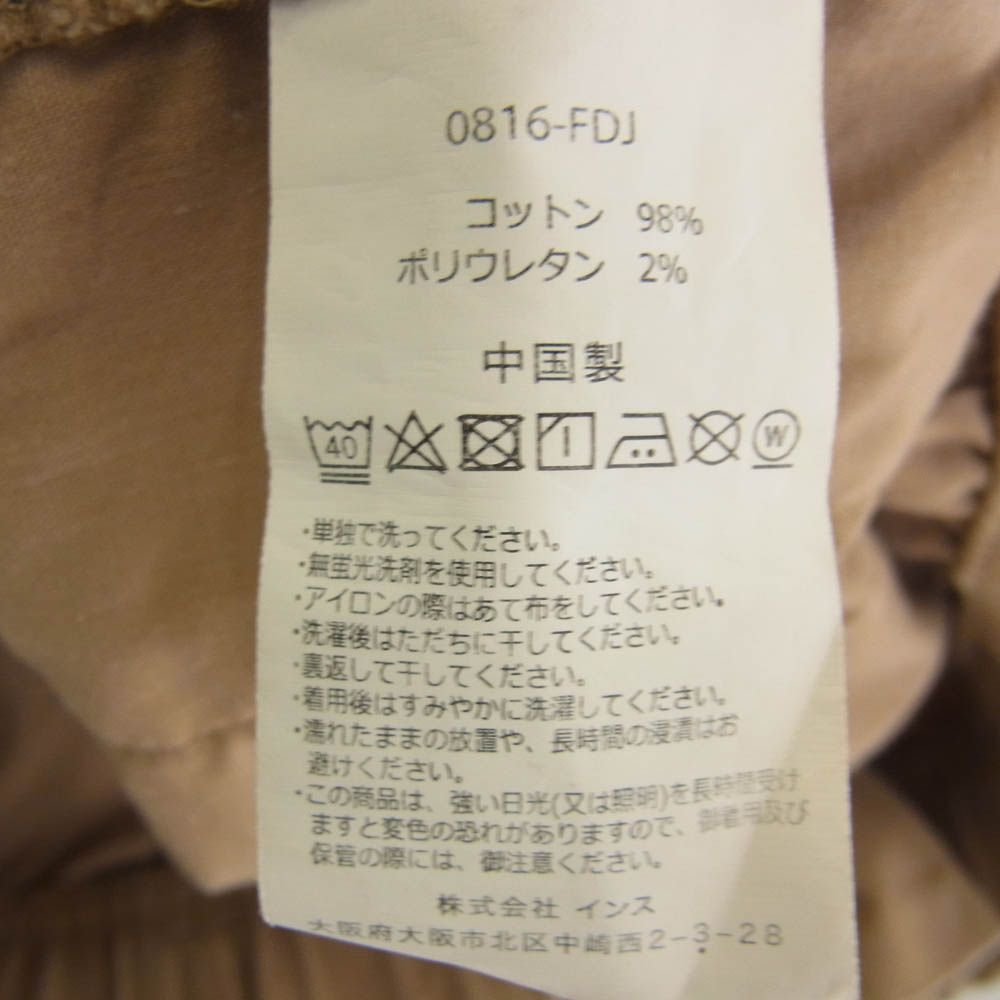 0816-FDJ
コットン 98%
ポリウレタン 2%
中国製
40 W
・単独で洗ってください。
・無蛍光洗剤を使用してください。
・アイロンの際はあて布をしてください。
・洗濯後はただちに干してください。
・裏返して干してください。
・着用後はすみやかに洗濯してください。
・濡れたままの放置や、長時間の浸漬はお
避けください。
・この商品は、強い日光(又は照明)を長時間受け
ますと変色の恐れがありますので、御着用及び
保管の際には、御注意ください。
株式会社 インス
大阪府大阪市北区中崎西2-3-28